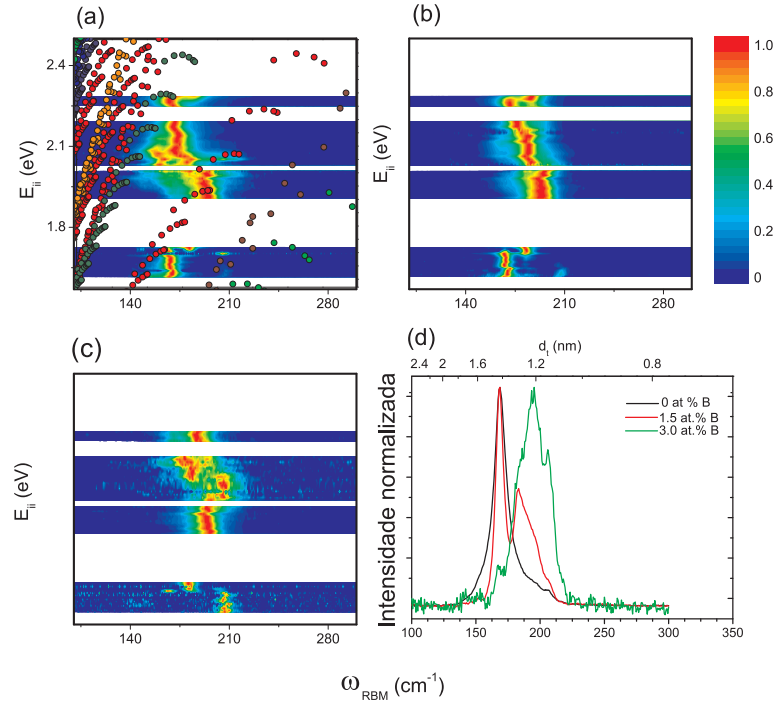 (a)
(b)
2.4
2.1
1.8
E_ii (eV)
140 210 280
E_ii (eV)
140 210 280
1.0
0.8
0.6
0.4
0.2
0
(c)
E_ii (eV)
140 210 280
(d)
d_t (nm)
2.4 2 1.6 1.2 0.8
Intensidade normalizada
0 at % B
1.5 at.% B
3.0 at.% B
100 150 200 250 300 350
ω_RBM (cm⁻¹)